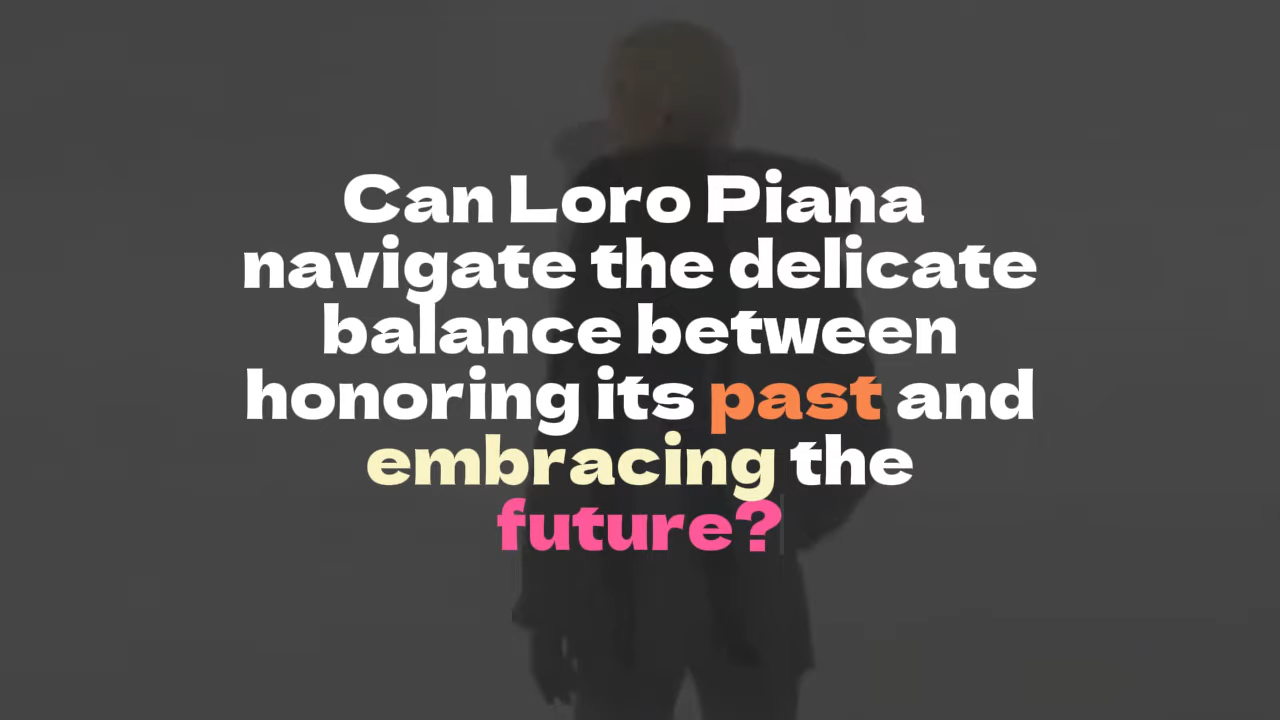 Can Loro Piana
navigate the delicate
balance between
honoring its past and
embracing the
future?